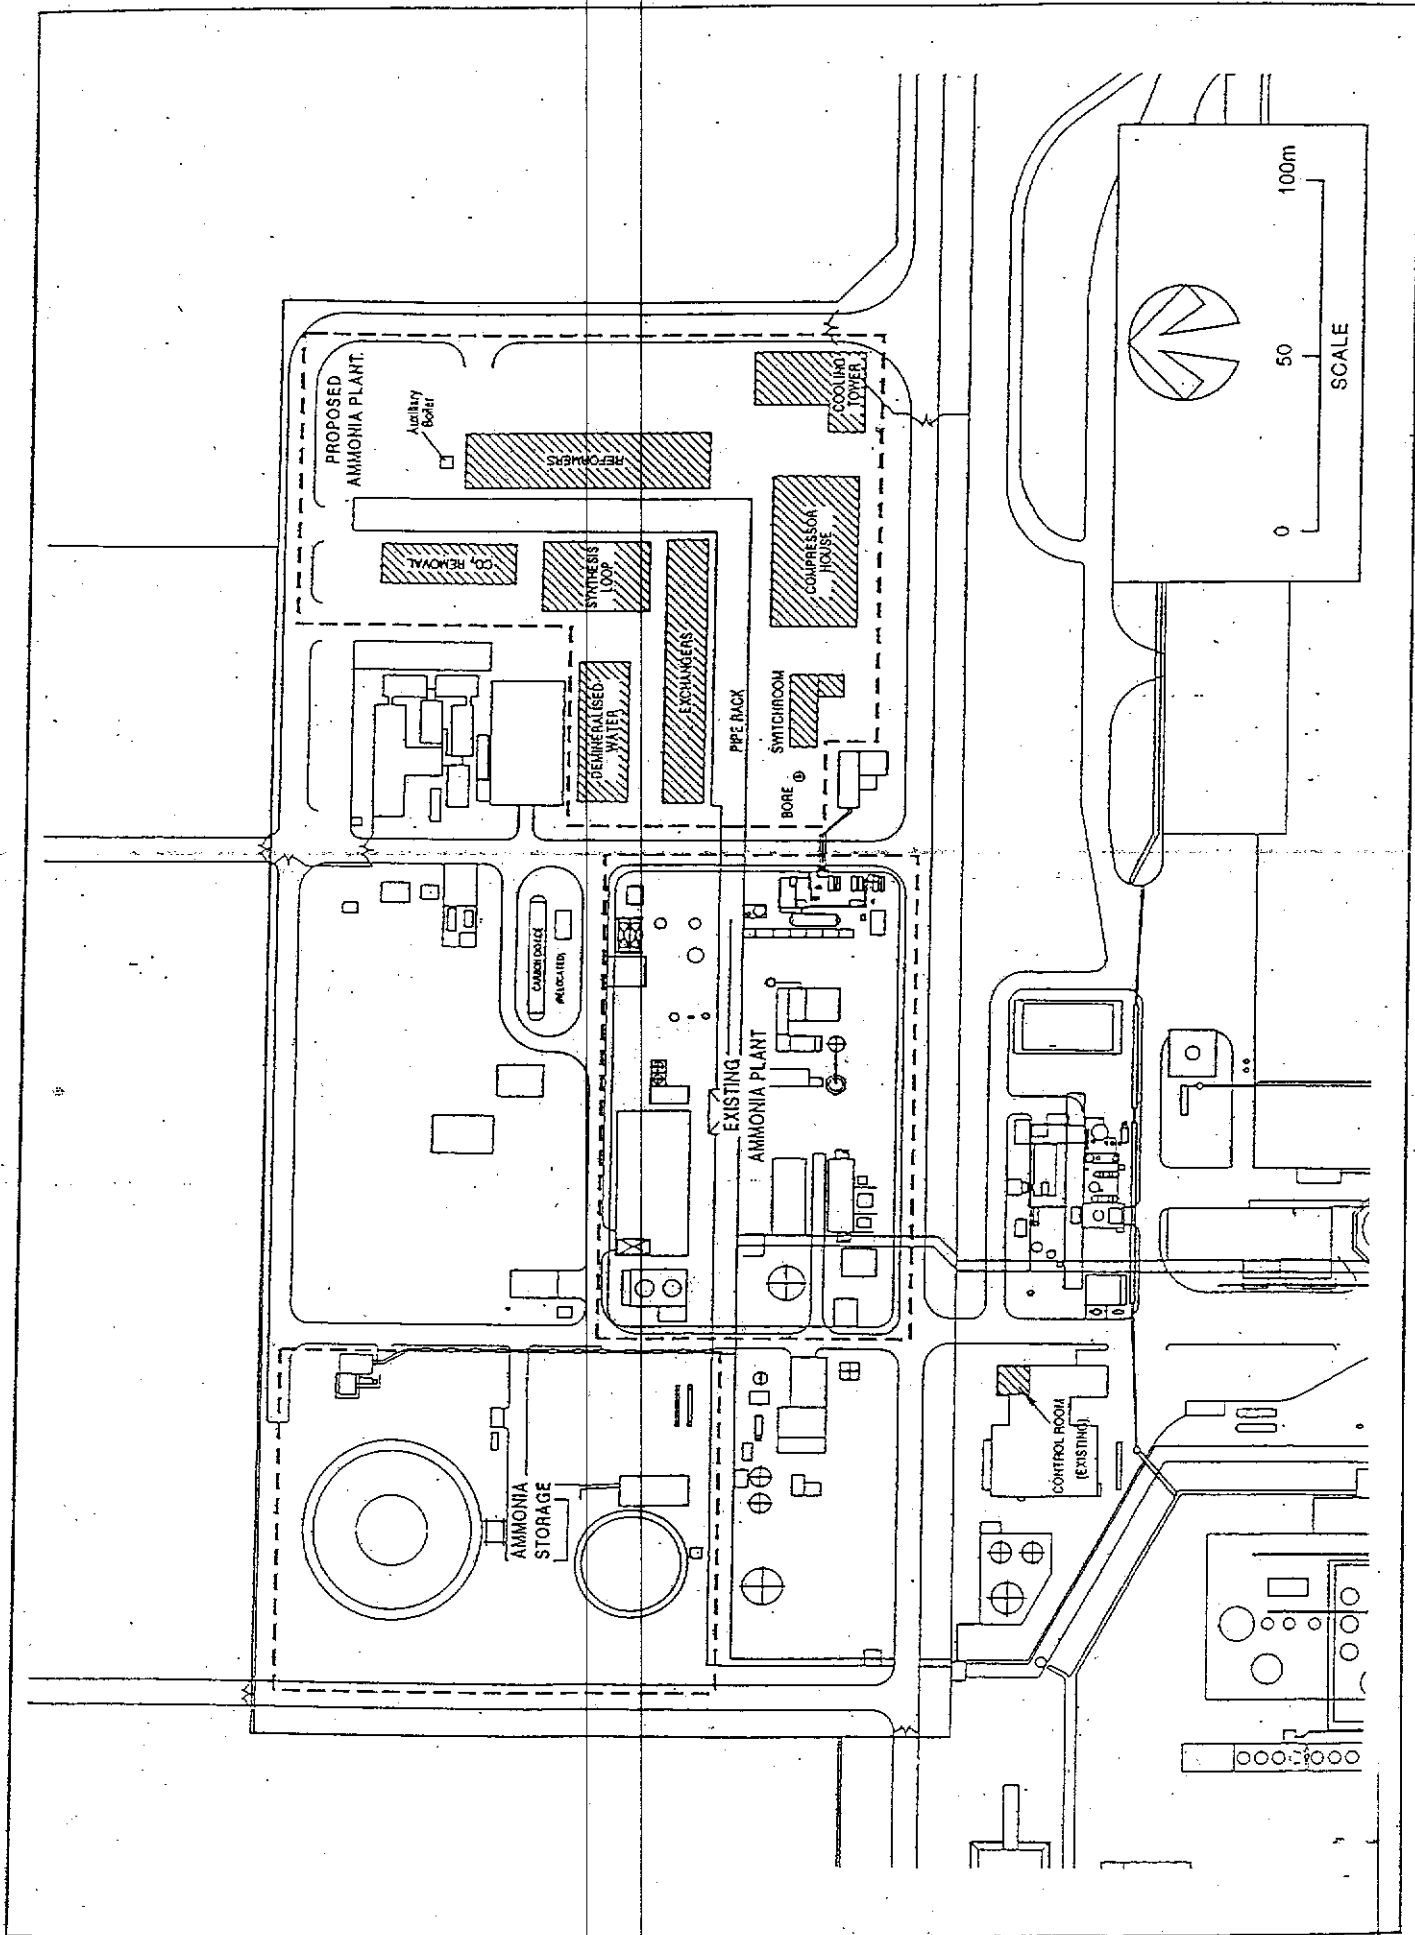 PROPOSED
AMMONIA PLANT.
Auxiliary
Boiler
REFORMERS
COOLING
TOWER
CO₂ REMOVAL
SYNTHESIS
LOOP
EXCHANGERS
COMPRESSOR
HOUSE
DEMINERALISED
WATER
PIPE RACK
SWITCHROOM
BORE
CARBON DIOXIDE
(RELOCATED)
EXISTING
AMMONIA PLANT
AMMONIA
STORAGE
CONTROL ROOM
(EXISTING)
0
50
100m
SCALE